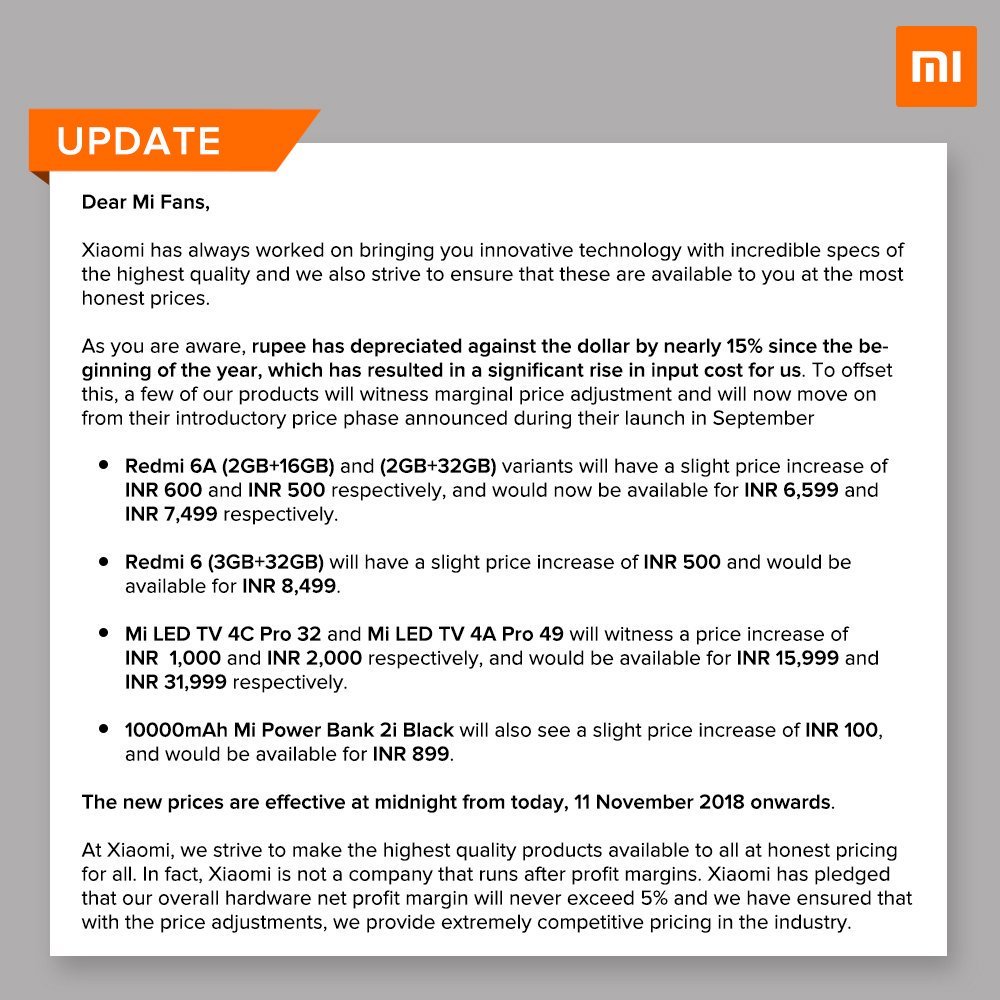 mi
UPDATE
Dear Mi Fans,
Xiaomi has always worked on bringing you innovative technology with incredible specs of
the highest quality and we also strive to ensure that these are available to you at the most
honest prices.
As you are aware, rupee has depreciated against the dollar by nearly 15% since the be-
ginning of the year, which has resulted in a significant rise in input cost for us. To offset
this, a few of our products will witness marginal price adjustment and will now move on
from their introductory price phase announced during their launch in September
• Redmi 6A (2GB+16GB) and (2GB+32GB) variants will have a slight price increase of
INR 600 and INR 500 respectively, and would now be available for INR 6,599 and
INR 7,499 respectively.
• Redmi 6 (3GB+32GB) will have a slight price increase of INR 500 and would be
available for INR 8,499.
• Mi LED TV 4C Pro 32 and Mi LED TV 4A Pro 49 will witness a price increase of
INR  1,000 and INR 2,000 respectively, and would be available for INR 15,999 and
INR 31,999 respectively.
• 10000mAh Mi Power Bank 2i Black will also see a slight price increase of INR 100,
and would be available for INR 899.
The new prices are effective at midnight from today, 11 November 2018 onwards.
At Xiaomi, we strive to make the highest quality products available to all at honest pricing
for all. In fact, Xiaomi is not a company that runs after profit margins. Xiaomi has pledged
that our overall hardware net profit margin will never exceed 5% and we have ensured that
with the price adjustments, we provide extremely competitive pricing in the industry.